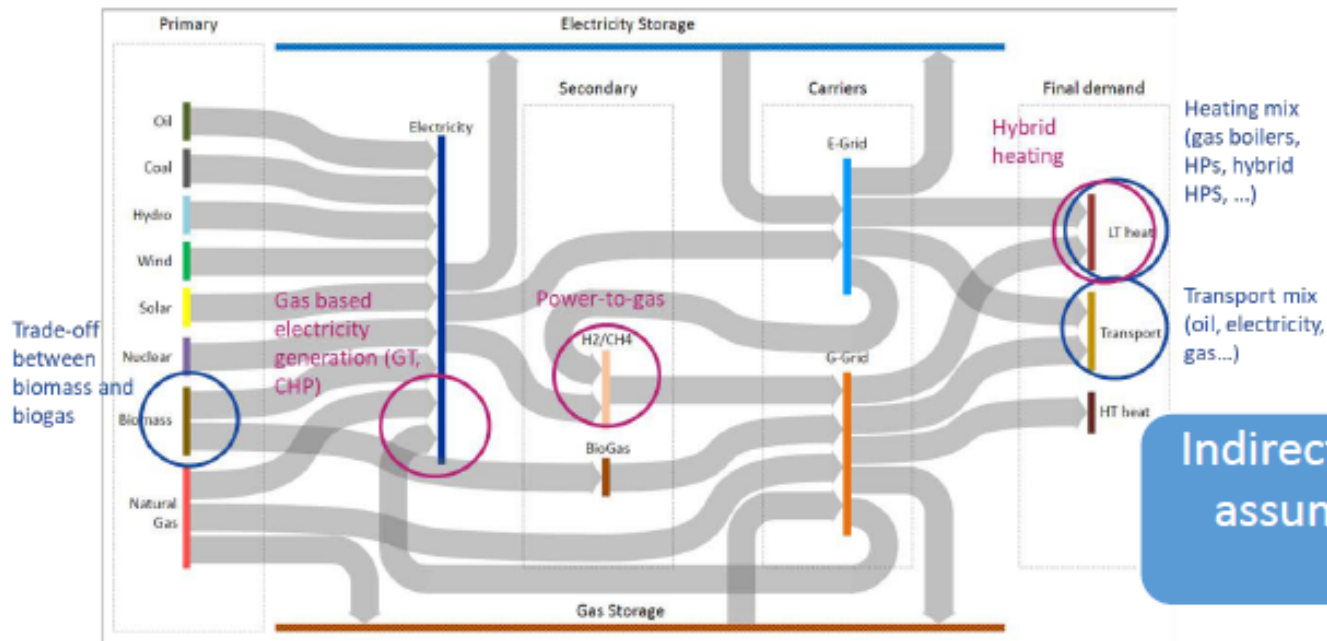 Primary
Electricity Storage
Secondary
Carriers
Final demand
Oil
Coal
Hydro
Wind
Solar
Nuclear
Biomass
Natural
Gas
Electricity
E-Grid
Hybrid
heating
Heating mix
(gas boilers,
HPs, hybrid
HPS, ...)
LT heat
Trade-off
between
biomass and
biogas
Gas based
electricity
generation (GT,
CHP)
Power-to-gas
H2/CH4
G-Grid
Transport
Transport mix
(oil, electricity,
gas...)
HT heat
BioGas
Indirect
assum
Gas Storage